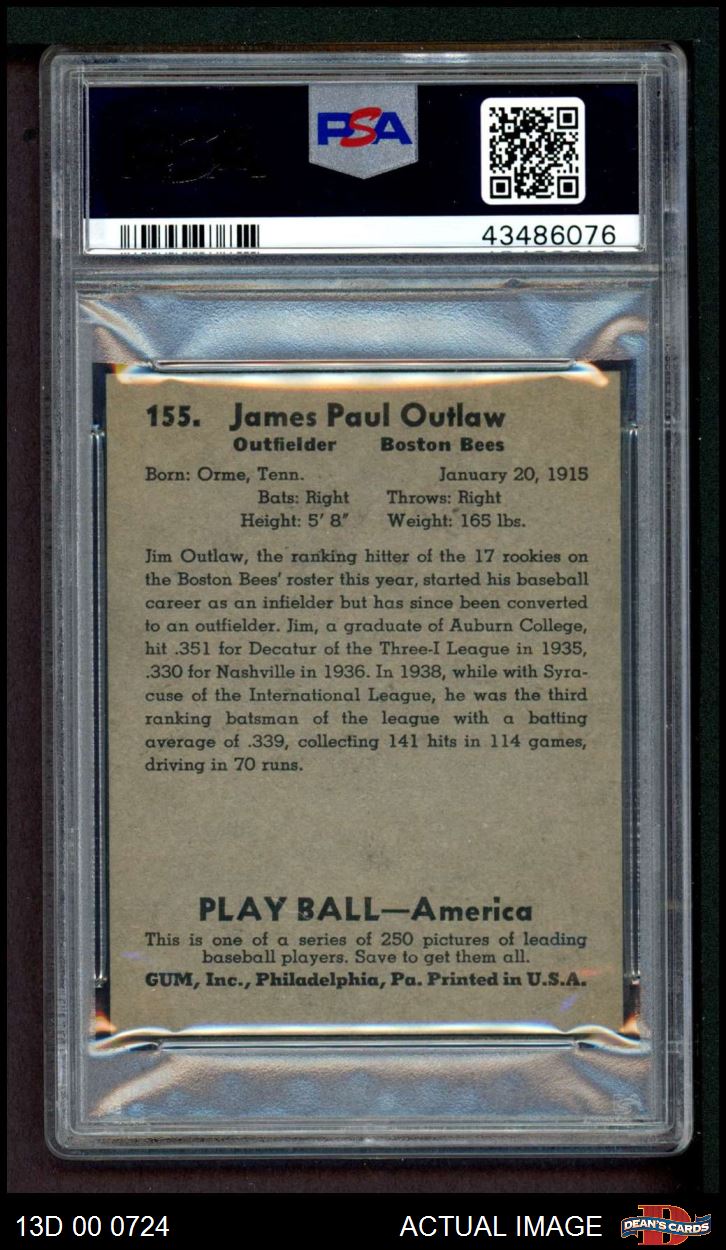 PSA
43486076
155. James Paul Outlaw
Outfielder Boston Bees
Born: Orme, Tenn. January 20, 1915
Bats: Right Throws: Right
Height: 5' 8" Weight: 165 lbs.
Jim Outlaw, the ranking hitter of the 17 rookies on
the Boston Bees' roster this year, started his baseball
career as an infielder but has since been converted
to an outfielder. Jim, a graduate of Auburn College,
hit .351 for Decatur of the Three-I League in 1935,
.330 for Nashville in 1936. In 1938, while with Syra-
cuse of the International League, he was the third
ranking batsman of the league with a batting
average of .339, collecting 141 hits in 114 games,
driving in 70 runs.
PLAY BALL—America
This is one of a series of 250 pictures of leading
baseball players. Save to get them all.
GUM, Inc., Philadelphia, Pa. Printed in U.S.A.
13D 00 0724 ACTUAL IMAGE DEAN'S CARDS